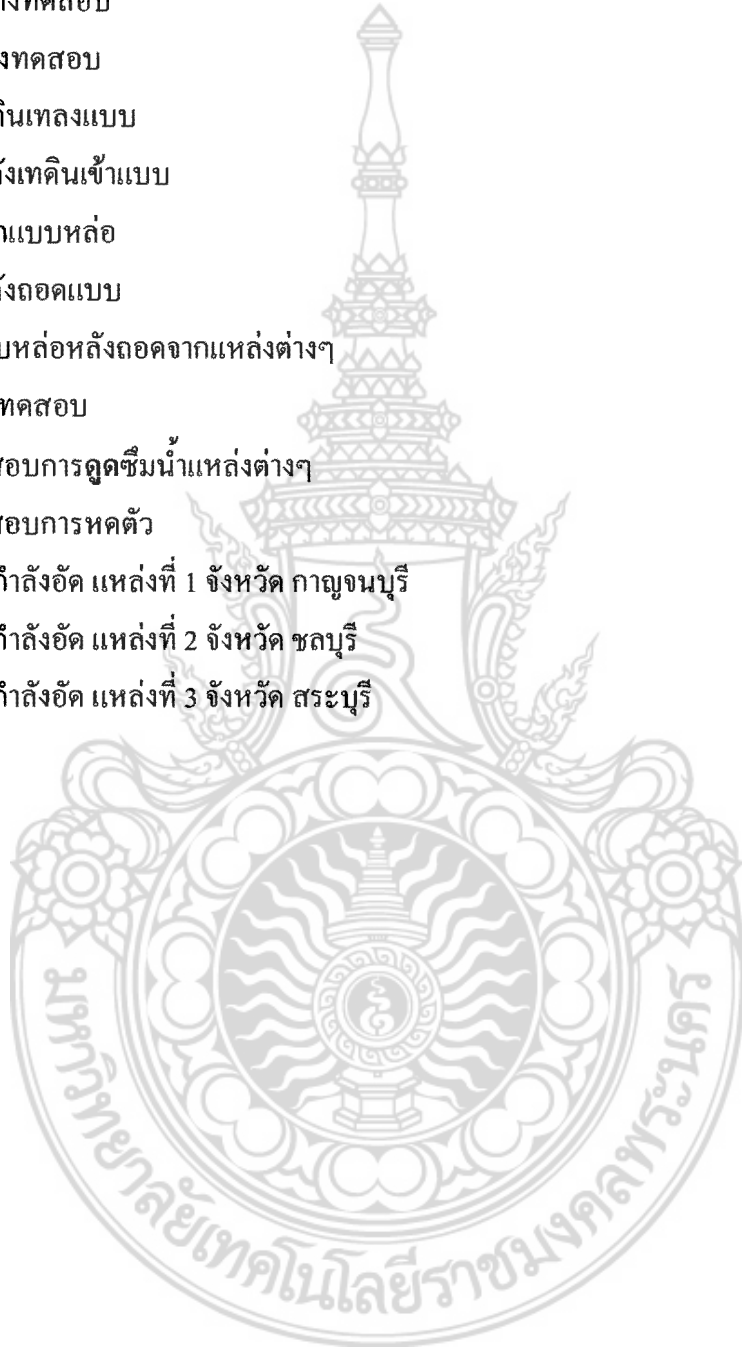 ทดสอบ
ทดสอบ
ดินเทลงแบบ
ังเทดินเข้าแบบ
แบบหล่อ
ังถอดแบบ
บหล่อหลังถอดจากแหล่งต่างๆ
ทดสอบ
สอบการดูดซึมน้ำแหล่งต่างๆ
สอบการหดตัว
กำลังอัด แหล่งที่ 1 จังหวัด กาญจนบุรี
กำลังอัด แหล่งที่ 2 จังหวัด ชลบุรี
กำลังอัด แหล่งที่ 3 จังหวัด สระบุรี
มหาวิทยาลัยเทคโนโลยีราชมงคลพระนคร